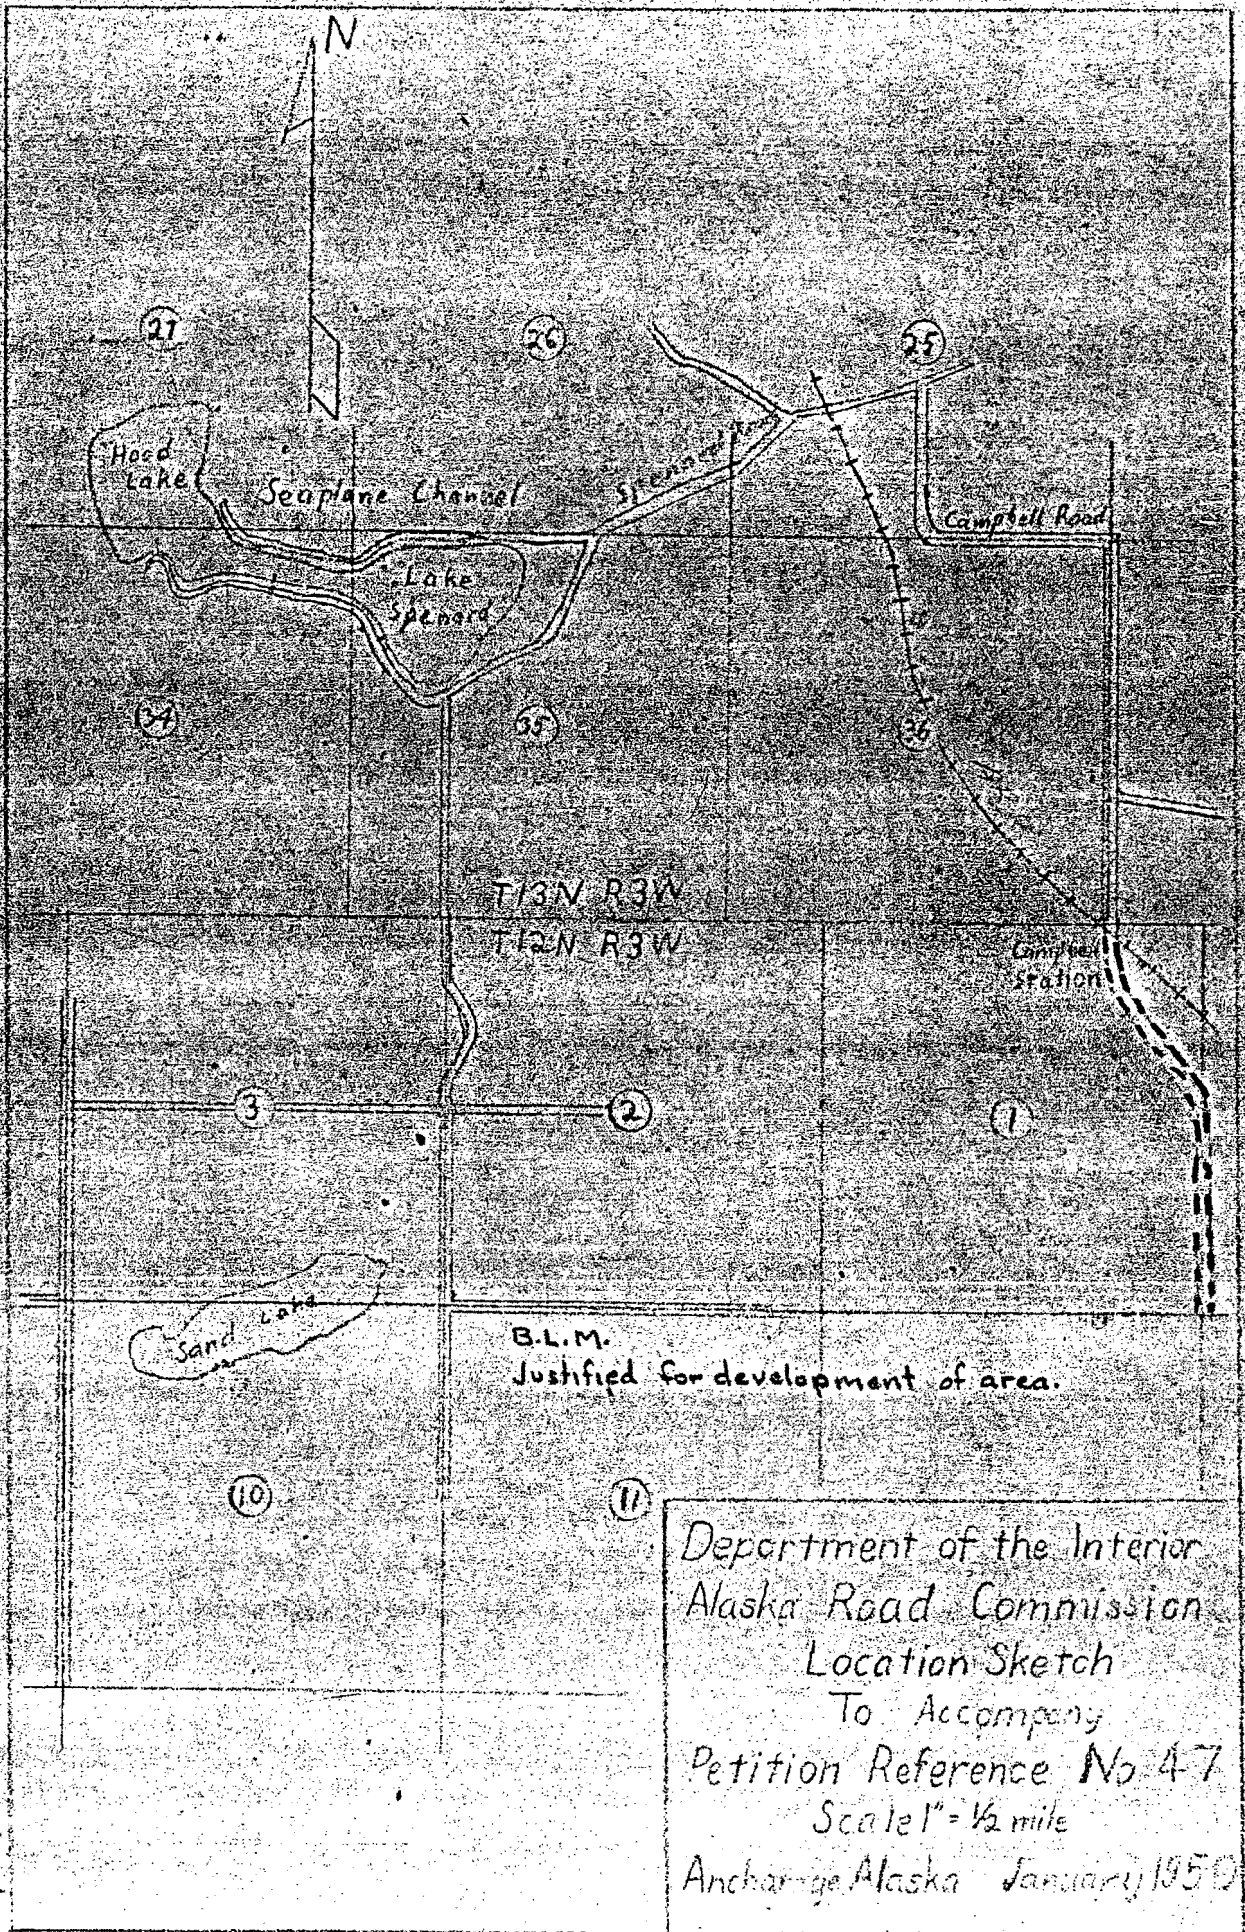 N
27
26
25
Hood
Lake
Seaplane Channel
Spenard
Campbell Road
Lake
Spenard
34
35
36
T13N R3W
T12N R3W
Campbell
Station
3
2
1
Sand Lake
B.L.M.
Justified for development of area.
10
11
Department of the Interior
Alaska Road Commission
Location Sketch
To Accompany
Petition Reference No. 47
Scale 1" = 1/2 mile
Anchorage Alaska January 1950